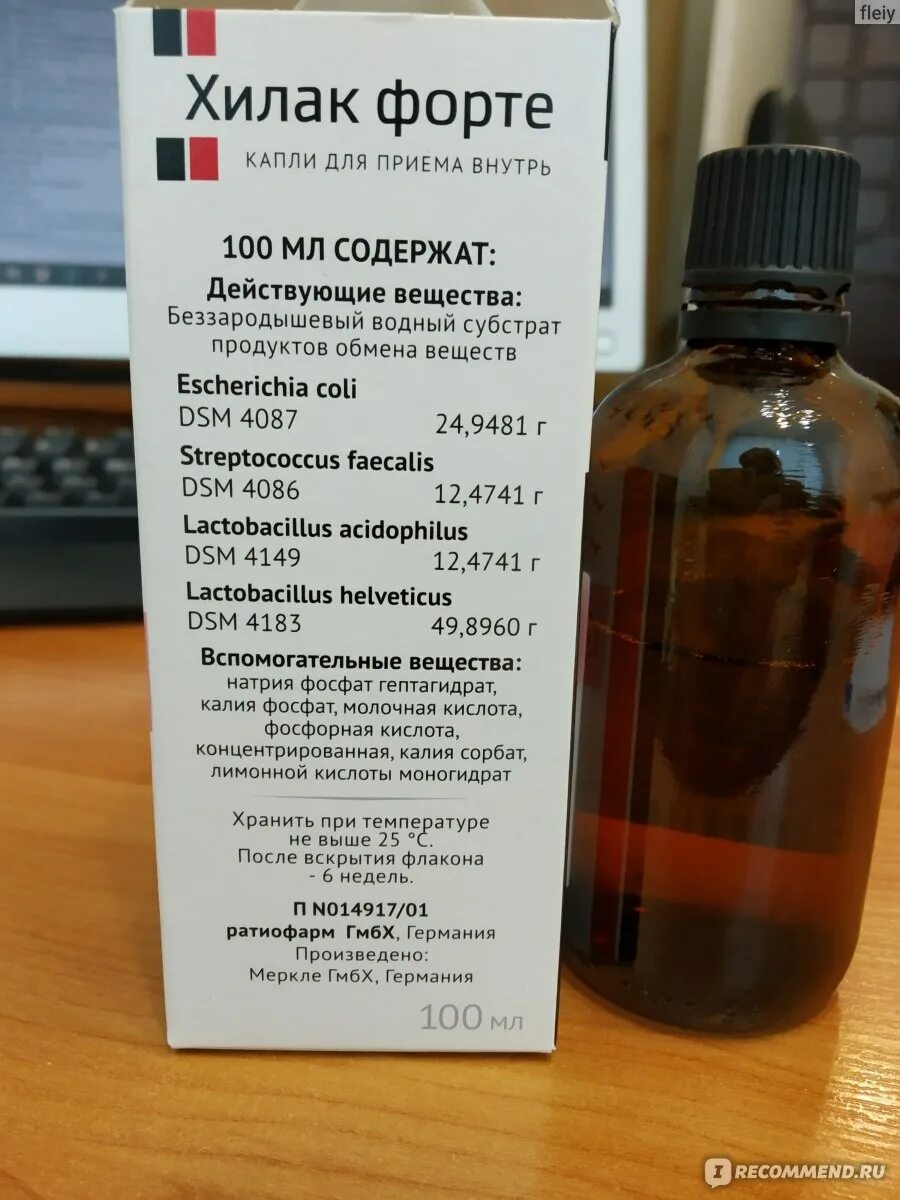 fleiy
Хилак форте
КАПЛИ ДЛЯ ПРИЕМА ВНУТРЬ
100 МЛ СОДЕРЖАТ:
Действующие вещества:
Беззародышевый водный субстрат
продуктов обмена веществ
Escherichia coli
DSM 4087 24,9481 г
Streptococcus faecalis
DSM 4086 12,4741 г
Lactobacillus acidophilus
DSM 4149 12,4741 г
Lactobacillus helveticus
DSM 4183 49,8960 г
Вспомогательные вещества:
натрия фосфат гептагидрат,
калия фосфат, молочная кислота,
фосфорная кислота,
концентрированная, калия сорбат,
лимонной кислоты моногидрат
Хранить при температуре
не выше 25 °С.
После вскрытия флакона
- 6 недель.
П N014917/01
ратиофарм ГмбХ, Германия
Произведено:
Меркле ГмбХ, Германия
100 мл
I RECOMMEND.RU